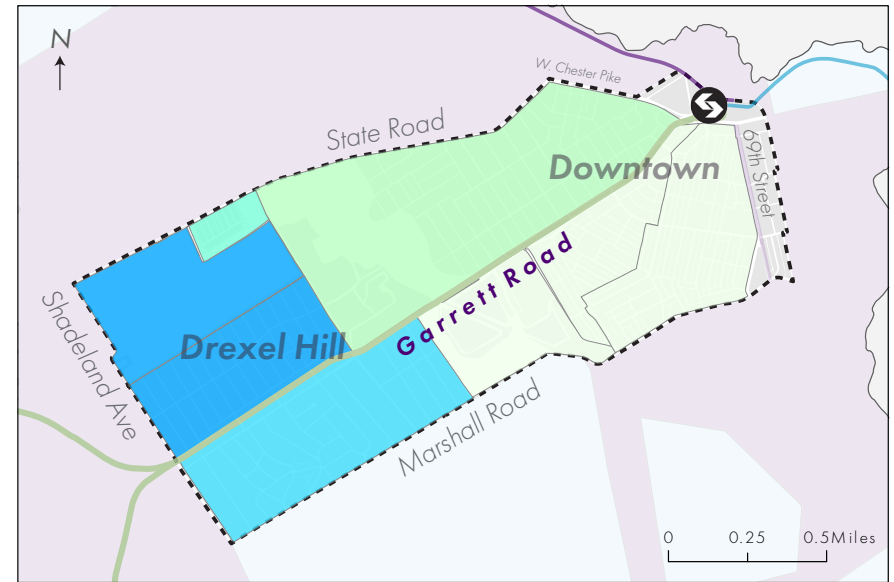 N
W. Chester Pike
State Road
69th Street
Downtown
Garrett Road
Shadeland Ave
Drexel Hill
Marshall Road
0 0.25 0.5Miles